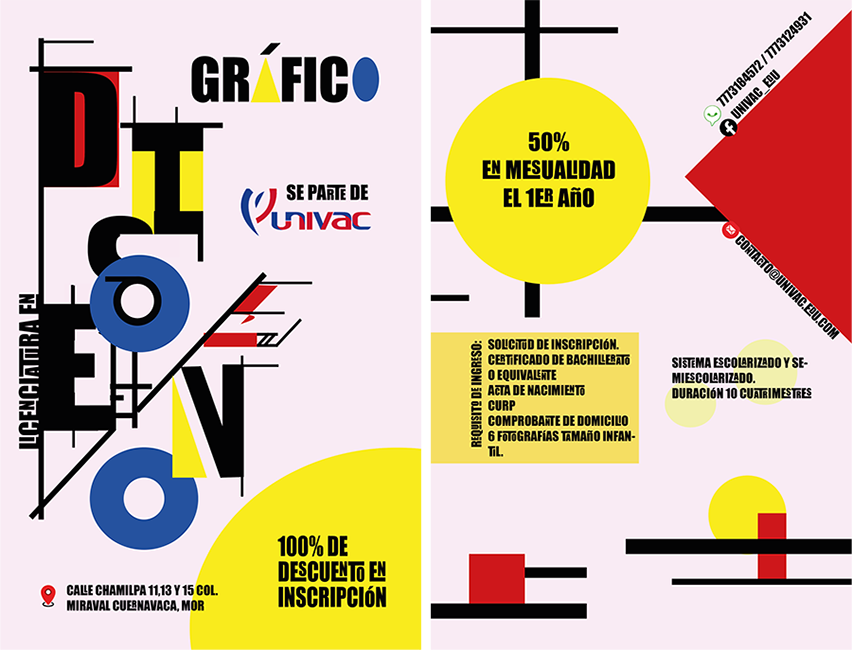 GRÁFICO
DISEÑO
LICENCIATURA EN
SE PARTE DE
UNIVAC
100% DE
DESCUENTO EN
INSCRIPCIÓN
CALLE CHAMILPA 11,13 Y 15 COL.
MIRAVAL CUERNAVACA, MOR
7773184572 / 7773124931
UNIVAC_EDU
50%
EN MESUALIDAD
EL 1ER AÑO
CONTACTO@UNIVAC.EDU.COM
REQUISITO DE INGRESO:
SOLICITUD DE INSCRIPCIÓN.
CERTIFICADO DE BACHILLERATO
O EQUIVALENTE
ACTA DE NACIMIENTO
CURP
COMPROBANTE DE DOMICILIO
6 FOTOGRAFÍAS TAMAÑO INFAN-
TIL.
SISTEMA ESCOLARIZADO Y SE-
MIESCOLARIZADO.
DURACIÓN 10 CUATRIMESTRES